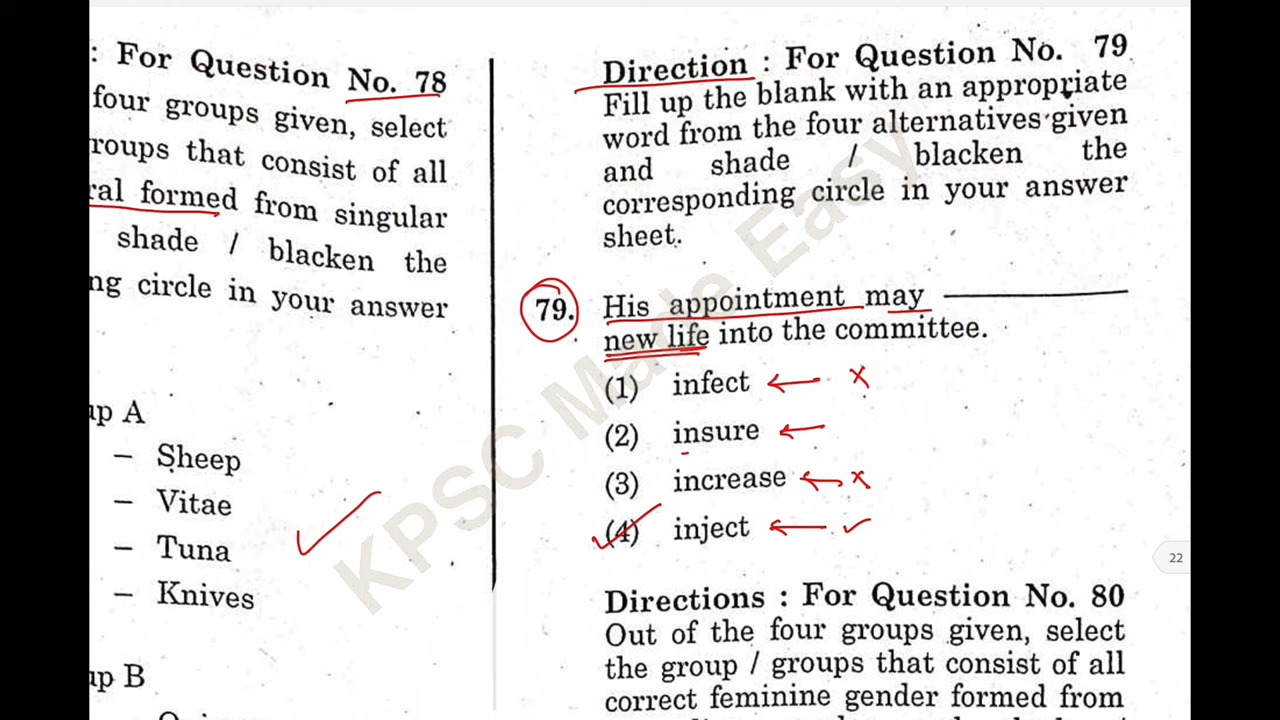 : For Question No. 78
four groups given, select
roups that consist of all
ral formed from singular
shade / blacken the
ng circle in your answer
up A
– Sheep
– Vitae
– Tuna
– Knives
up B
Direction : For Question No. 79
Fill up the blank with an appropriate
word from the four alternatives given
and shade / blacken the
corresponding circle in your answer
sheet.
79. His appointment may ________
new life into the committee.
(1) infect
(2) insure
(3) increase
(4) inject
Directions : For Question No. 80
Out of the four groups given, select
the group / groups that consist of all
correct feminine gender formed from
KPSC Made Easy
22